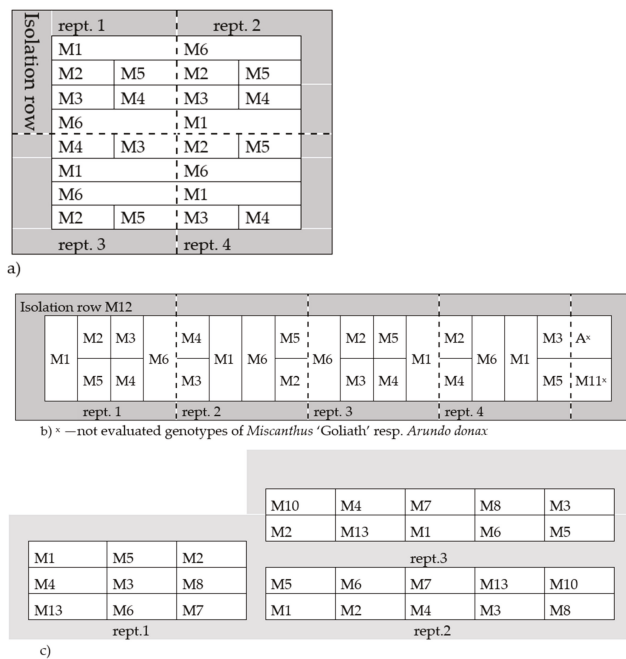 Isolation row
rept. 1 rept. 2
M1 M6
M2 M5 M2 M5
M3 M4 M3 M4
M6 M1
M4 M3 M2 M5
M1 M6
M6 M1
M2 M5 M3 M4
rept. 3 rept. 4
a)
Isolation row M12
M2 M3 M4 M5 M2 M5 M2 M3 Aˣ
M1 M6 M1 M6 M6 M1 M6 M1
M5 M4 M3 M2 M3 M4 M4 M5 M11ˣ
rept. 1 rept. 2 rept. 3 rept. 4
b) ˣ —not evaluated genotypes of Miscanthus 'Goliath' resp. Arundo donax
M10 M4 M7 M8 M3
M2 M13 M1 M6 M5
rept.3
M1 M5 M2
M4 M3 M8
M13 M6 M7
rept.1
M5 M6 M7 M13 M10
M1 M2 M4 M3 M8
rept.2
c)